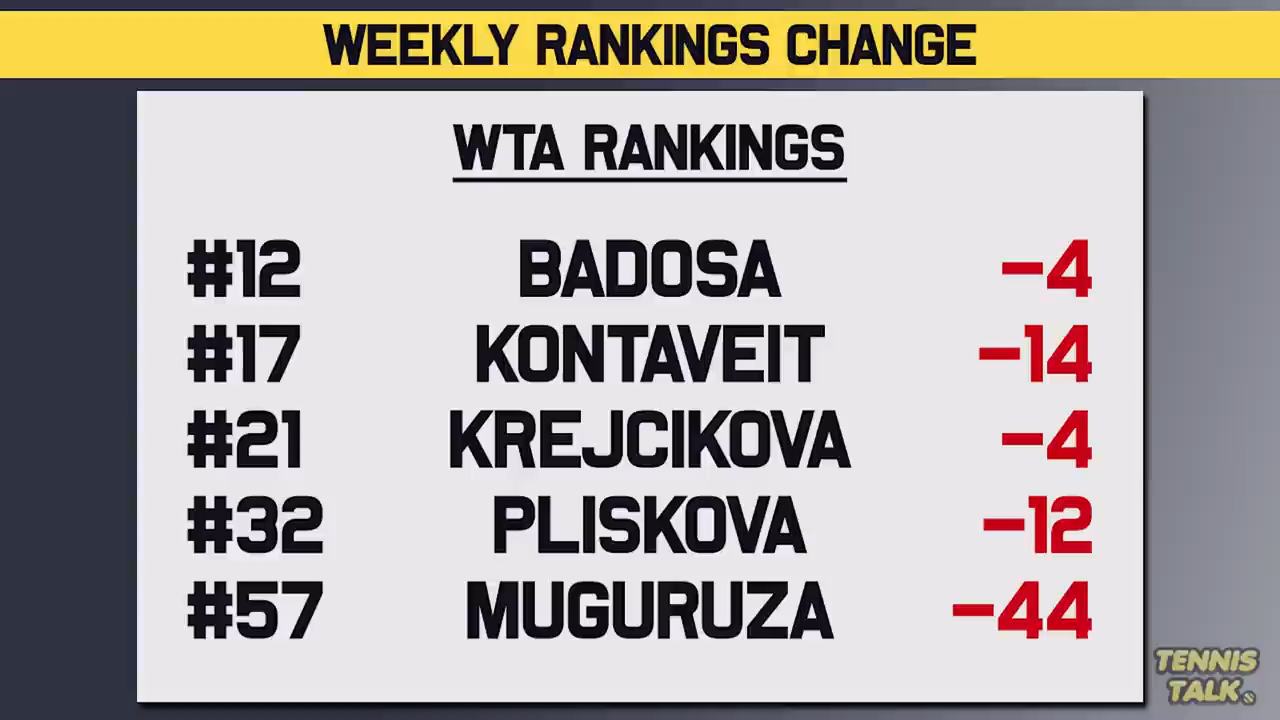 WEEKLY RANKINGS CHANGE
WTA RANKINGS
#12 BADOSA -4
#17 KONTAVEIT -14
#21 KREJCIKOVA -4
#32 PLISKOVA -12
#57 MUGURUZA -44
TENNIS
TALK